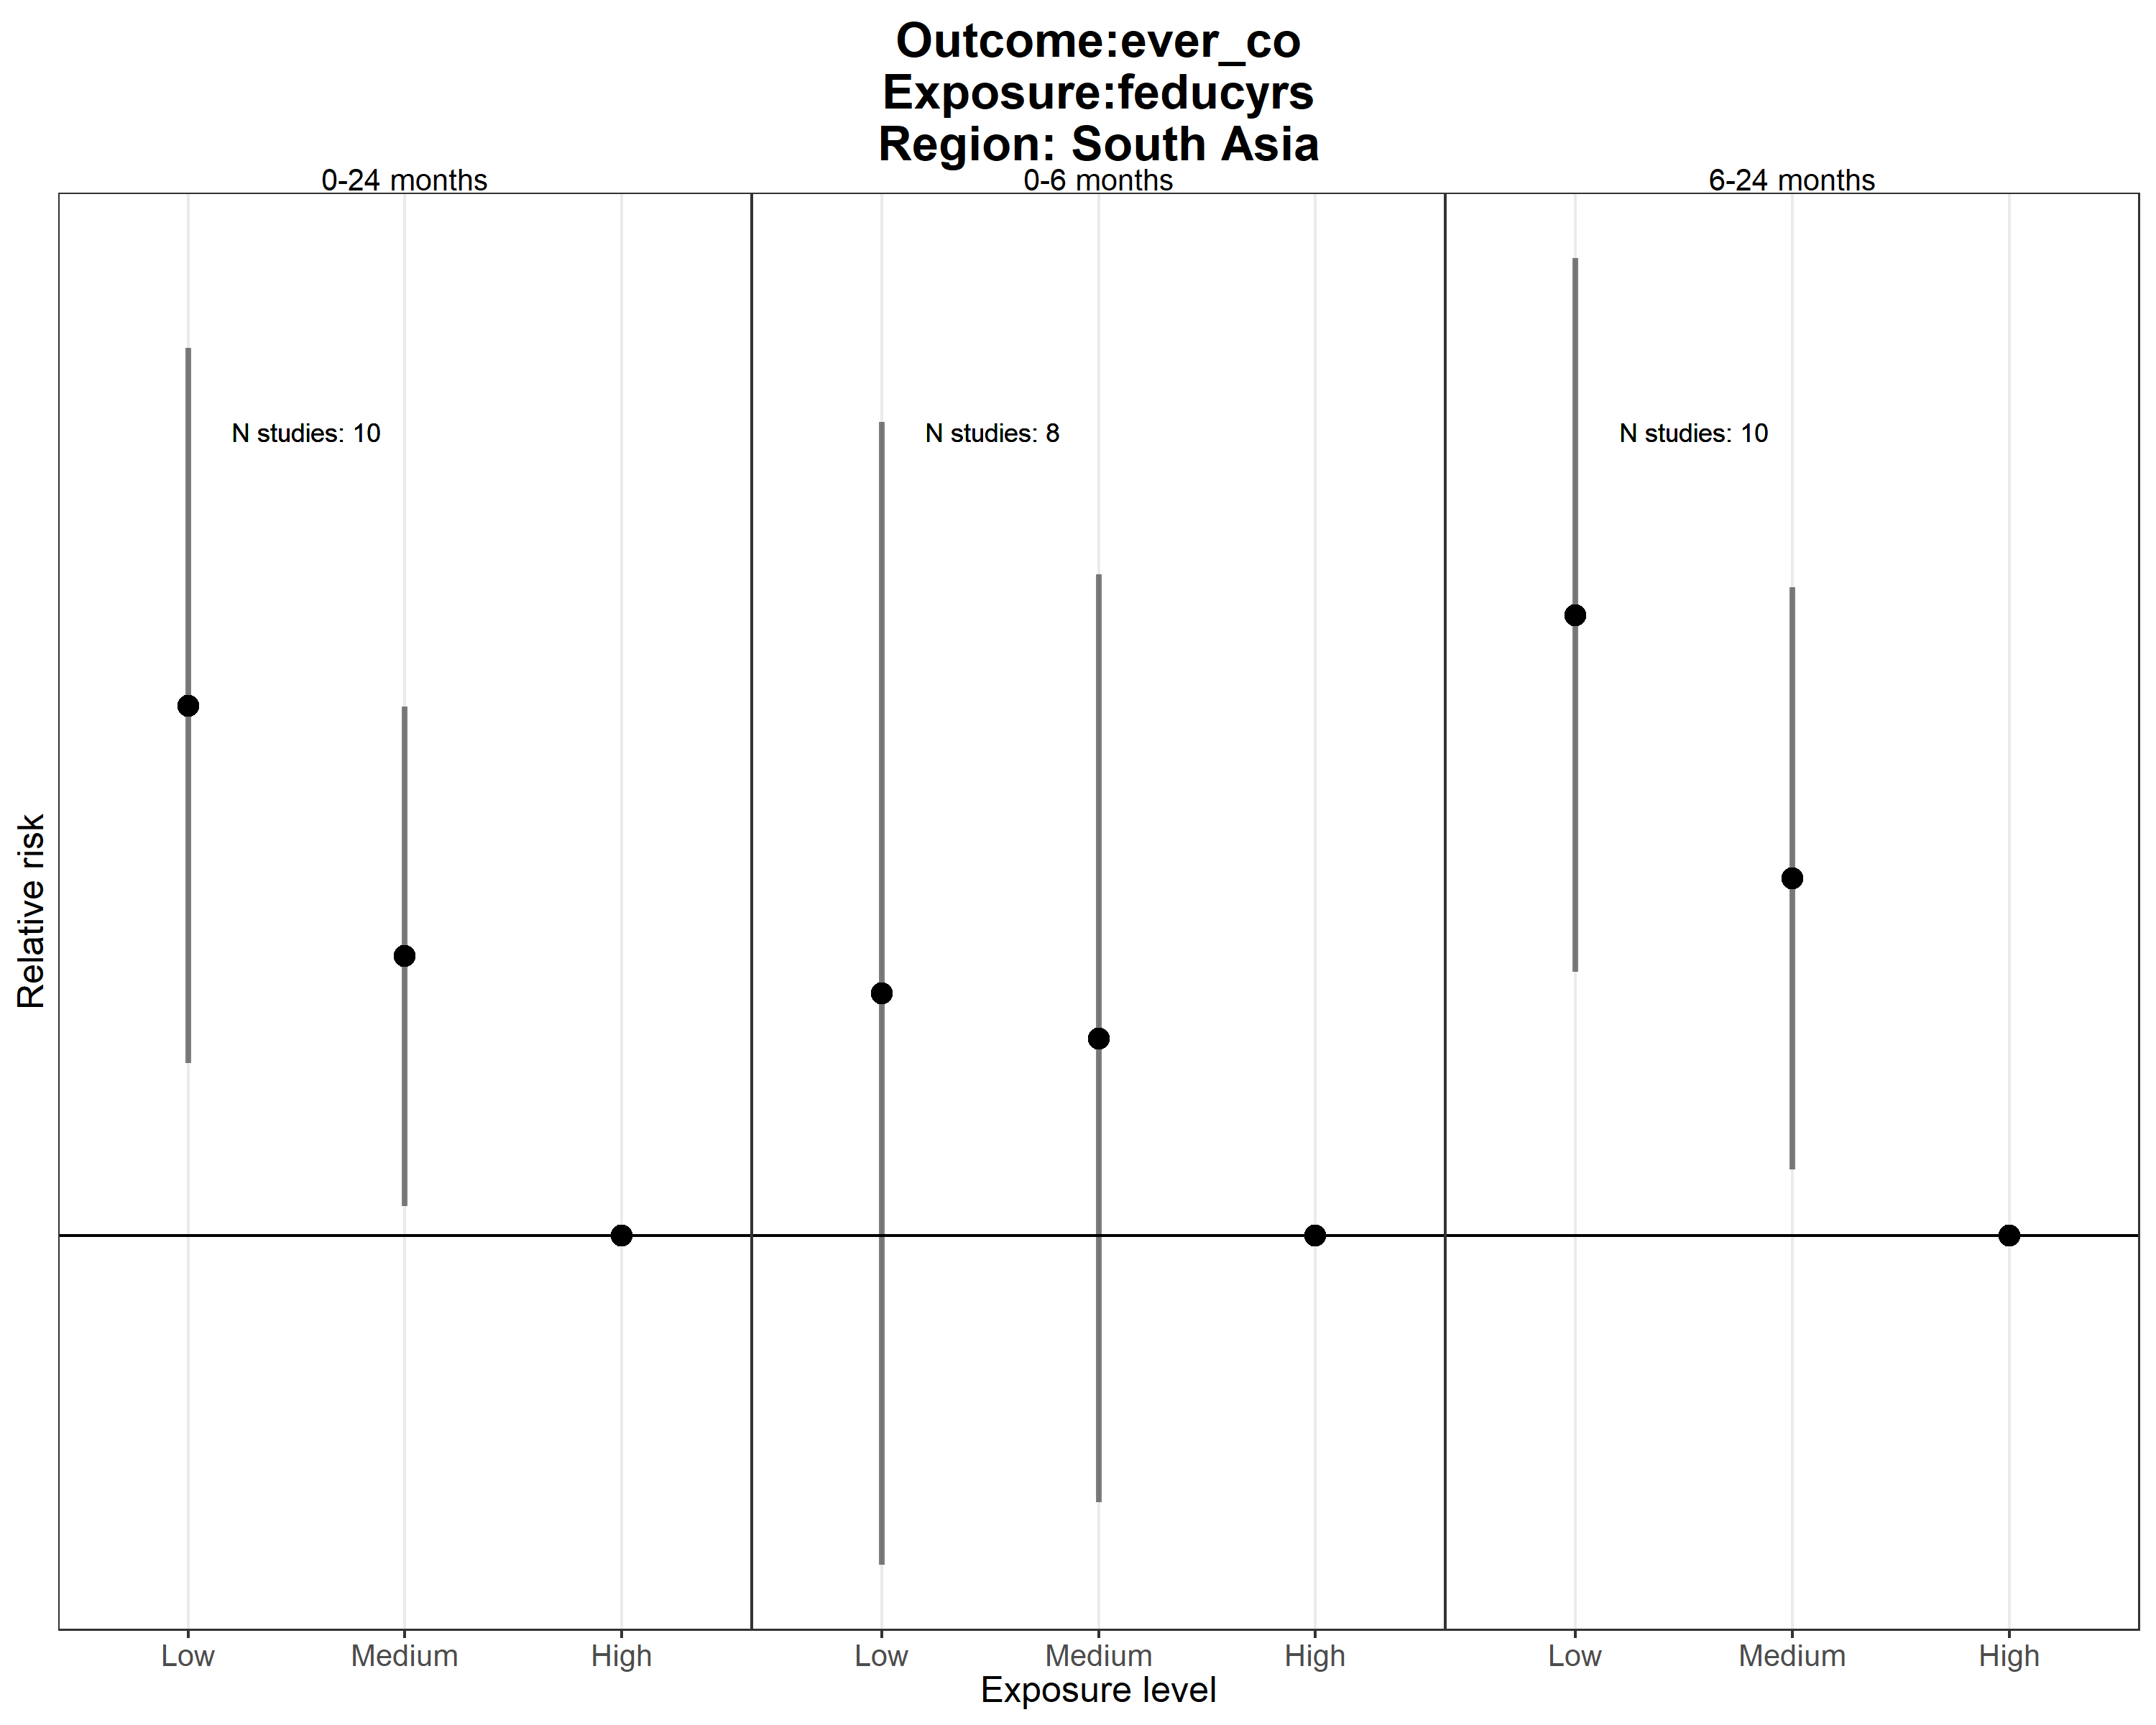 Outcome:ever_co
Exposure:feducyrs
Region: South Asia
0-24 months
0-6 months
6-24 months
N studies: 10
N studies: 8
N studies: 10
Relative risk
Low Medium High Low Medium High Low Medium High
Exposure level